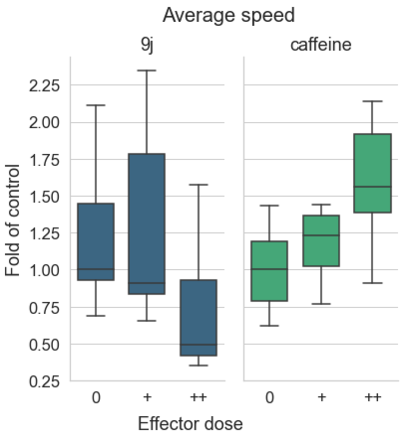 Average speed
9j
caffeine
Fold of control
2.25
2.00
1.75
1.50
1.25
1.00
0.75
0.50
0.25
0 + ++
0 + ++
Effector dose